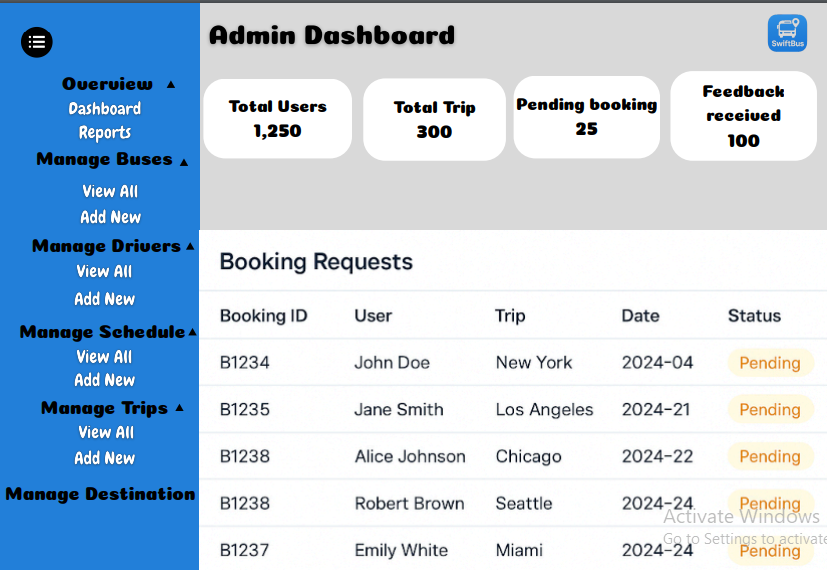 Admin Dashboard
SwiftBus
Overview ▲
Dashboard
Reports
Manage Buses ▲
View All
Add New
Manage Drivers ▲
View All
Add New
Manage Schedule ▲
View All
Add New
Manage Trips ▲
View All
Add New
Manage Destination
Total Users
1,250
Total Trip
300
Pending booking
25
Feedback
received
100
Booking Requests
Booking ID User Trip Date Status
B1234 John Doe New York 2024-04 Pending
B1235 Jane Smith Los Angeles 2024-21 Pending
B1238 Alice Johnson Chicago 2024-22 Pending
B1238 Robert Brown Seattle 2024-24 Pending
B1237 Emily White Miami 2024-24 Pending
Activate Windows
Go to Settings to activate